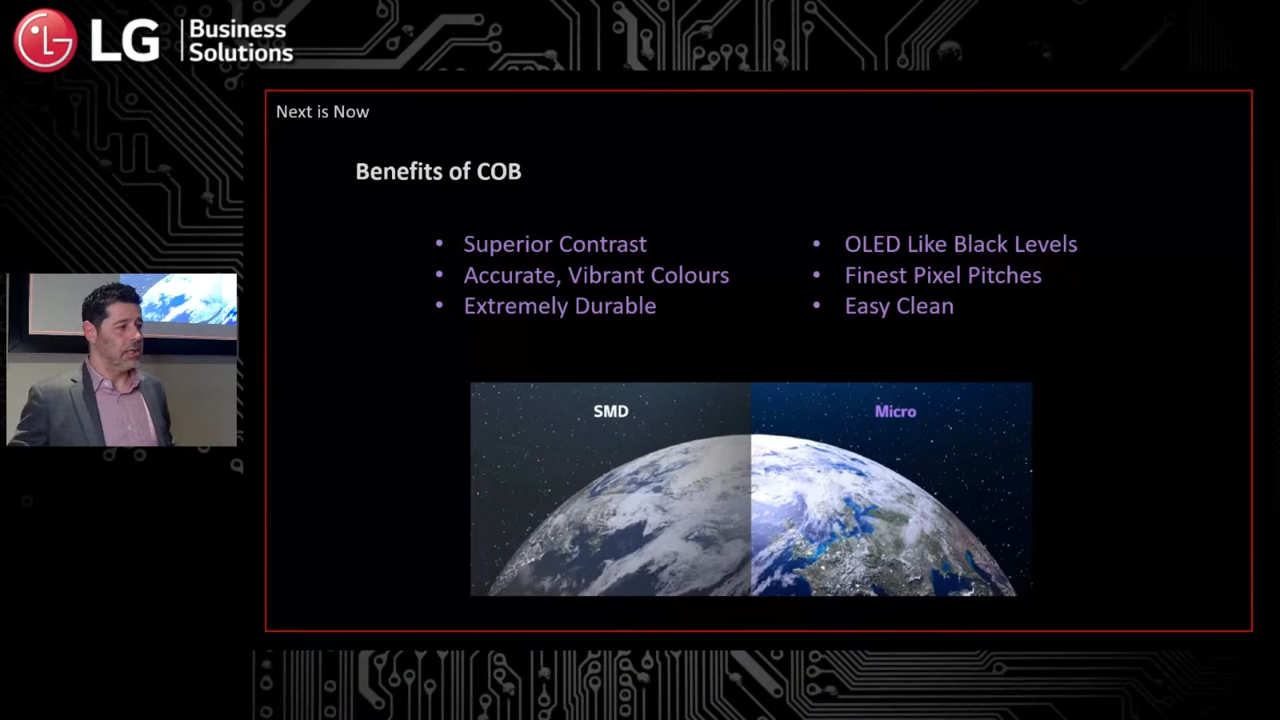 LG Business
Solutions
Next is Now
Benefits of COB
• Superior Contrast
• Accurate, Vibrant Colours
• Extremely Durable
• OLED Like Black Levels
• Finest Pixel Pitches
• Easy Clean
SMD
Micro